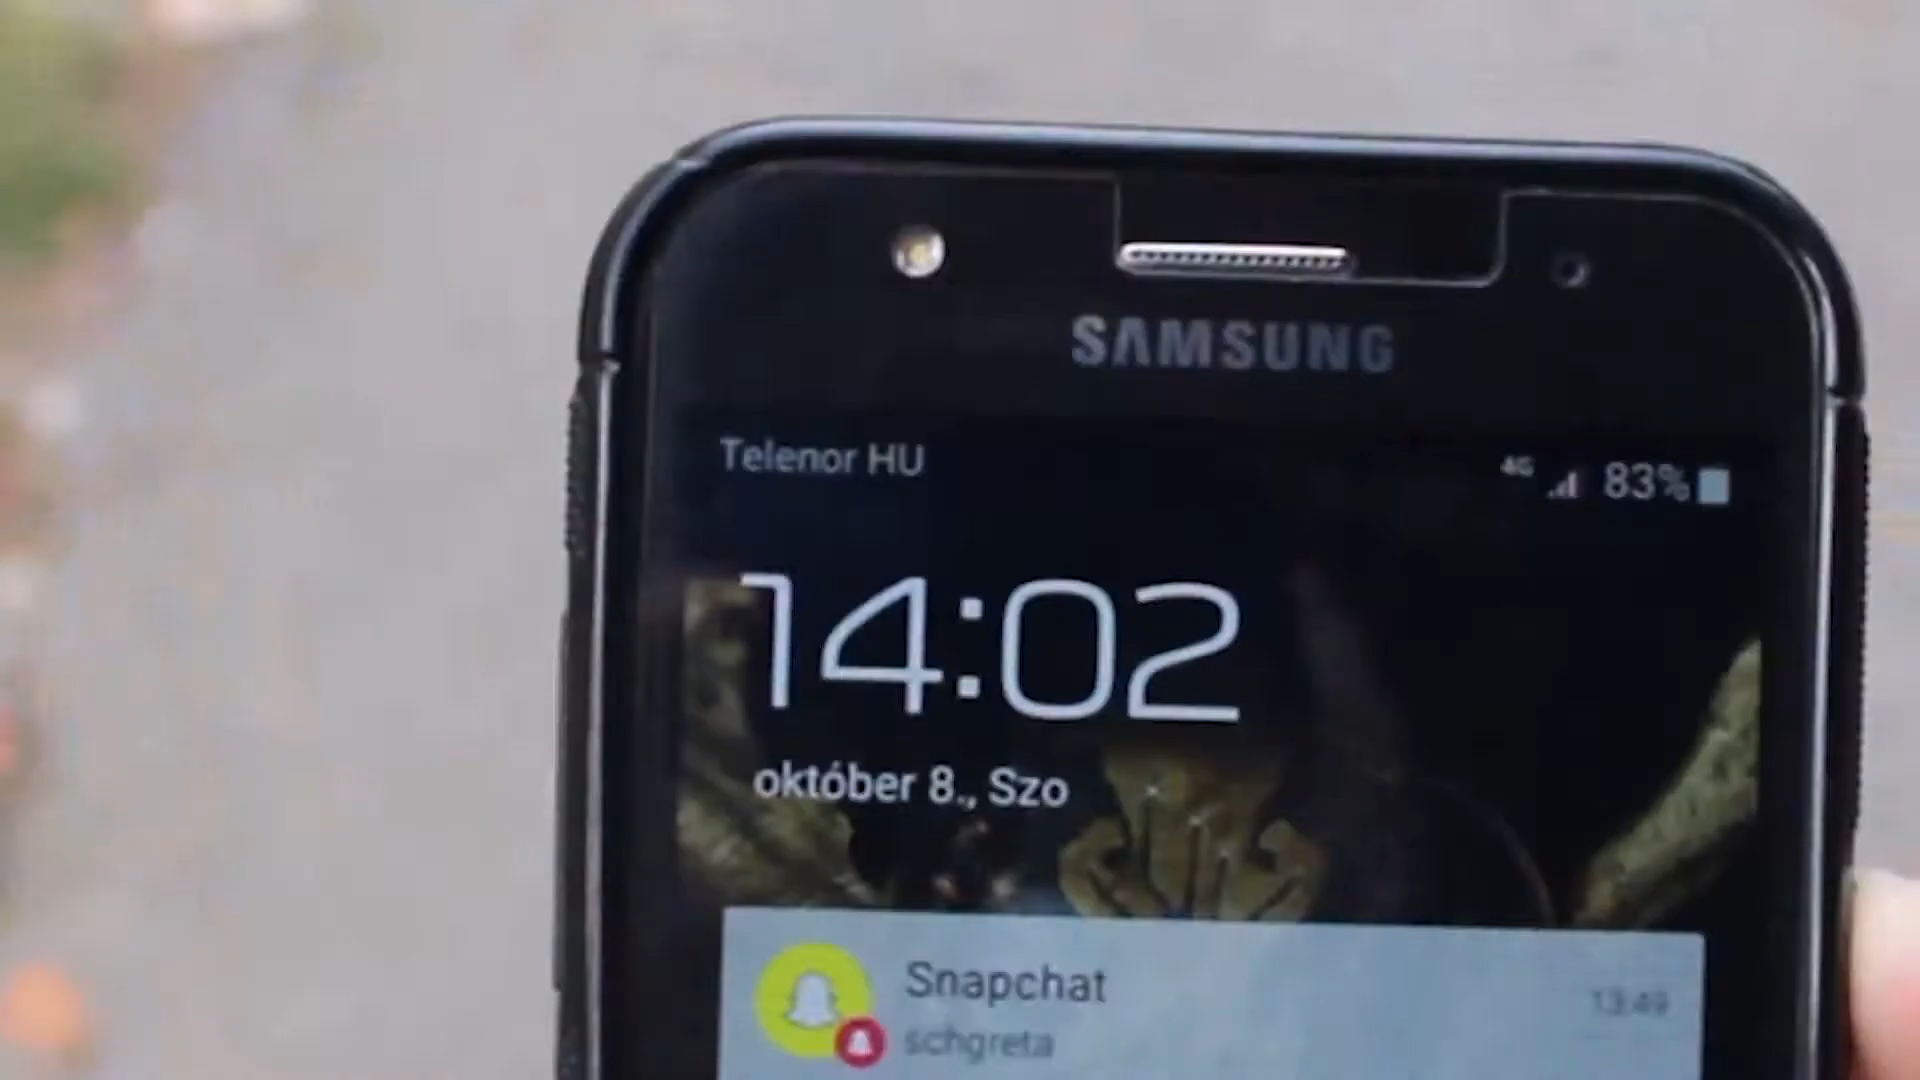 SAMSUNG
Telenor HU
4G 83%
14:02
október 8., Szo
Snapchat
13:49
schgreta